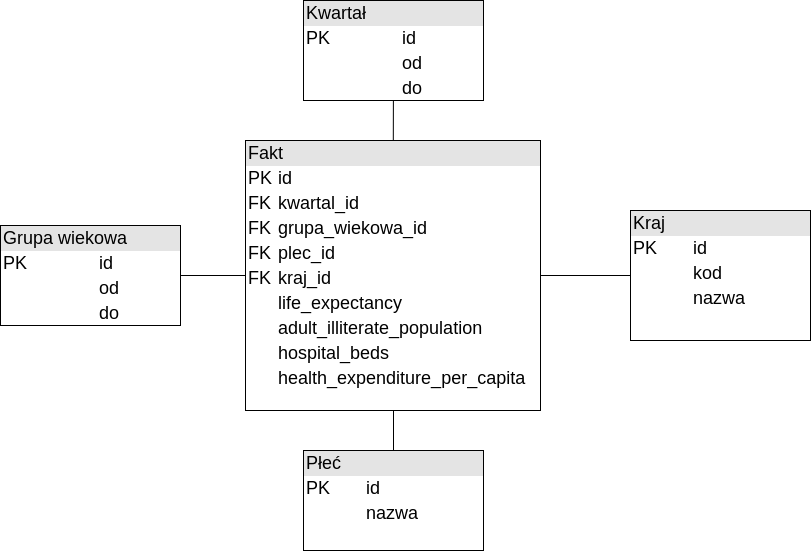 Kwartał
PK id
od
do
Fakt
PK id
FK kwartal_id
FK grupa_wiekowa_id
FK plec_id
FK kraj_id
life_expectancy
adult_illiterate_population
hospital_beds
health_expenditure_per_capita
Grupa wiekowa
PK id
od
do
Kraj
PK id
kod
nazwa
Płeć
PK id
nazwa